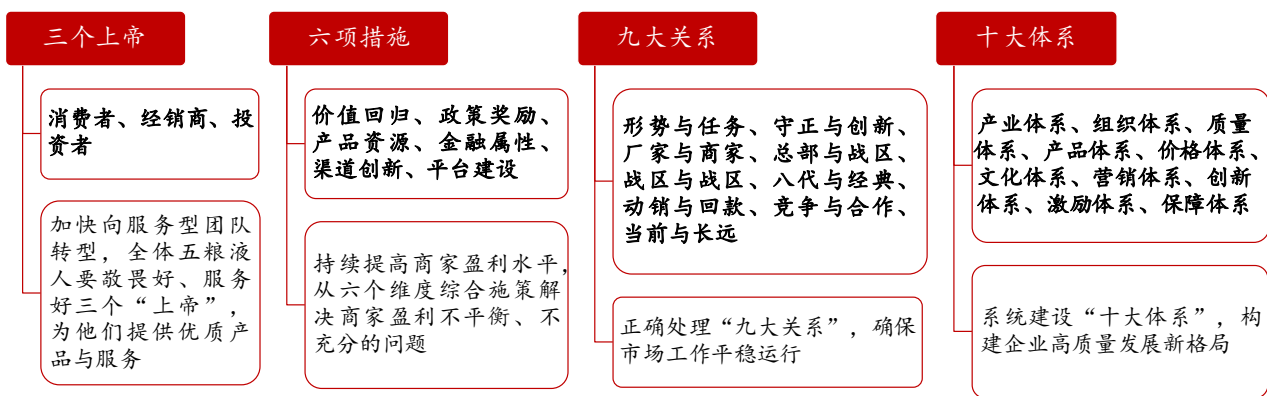 三个上帝
消费者、经销商、投
资者
加快向服务型团队
转型，全体五粮液
人要敬畏好、服务
好三个“上帝”，
为他们提供优质产
品与服务
六项措施
价值回归、政策奖励、
产品资源、金融属性、
渠道创新、平台建设
持续提高商家盈利水平，
从六个维度综合施策解
决商家盈利不平衡、不
充分的问题
九大关系
形势与任务、守正与创新、
厂家与商家、总部与战区、
战区与战区、八代与经典、
动销与回款、竞争与合作、
当前与长远
正确处理“九大关系”，确保
市场工作平稳运行
十大体系
产业体系、组织体系、质量
体系、产品体系、价格体系、
文化体系、营销体系、创新
体系、激励体系、保障体系
系统建设“十大体系”，构
建企业高质量发展新格局